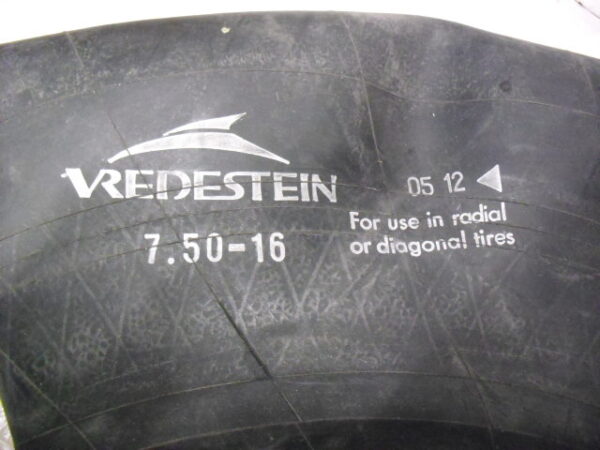 VREDESTEIN
7.50-16
05 12
For use in radial
or diagonal tires